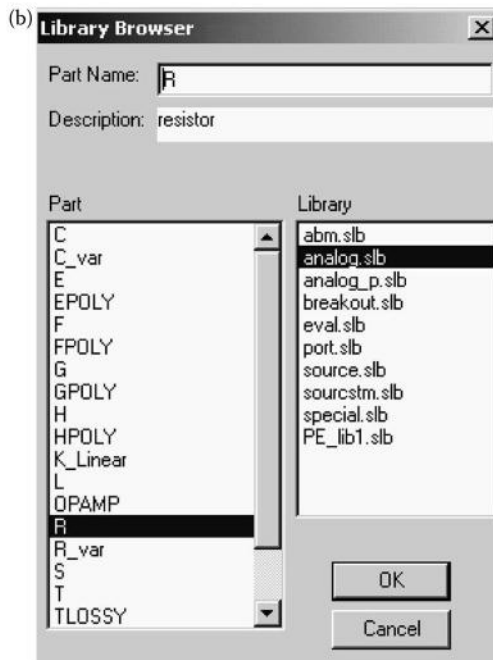 (b)
Library Browser
Part Name: R
Description: resistor
Part
C
C_var
E
EPOLY
F
FPOLY
G
GPOLY
H
HPOLY
K_Linear
L
OPAMP
R
R_var
S
T
TLOSSY
Library
abm.slb
analog.slb
analog_p.slb
breakout.slb
eval.slb
port.slb
source.slb
sourcstm.slb
special.slb
PE_lib1.slb
OK
Cancel